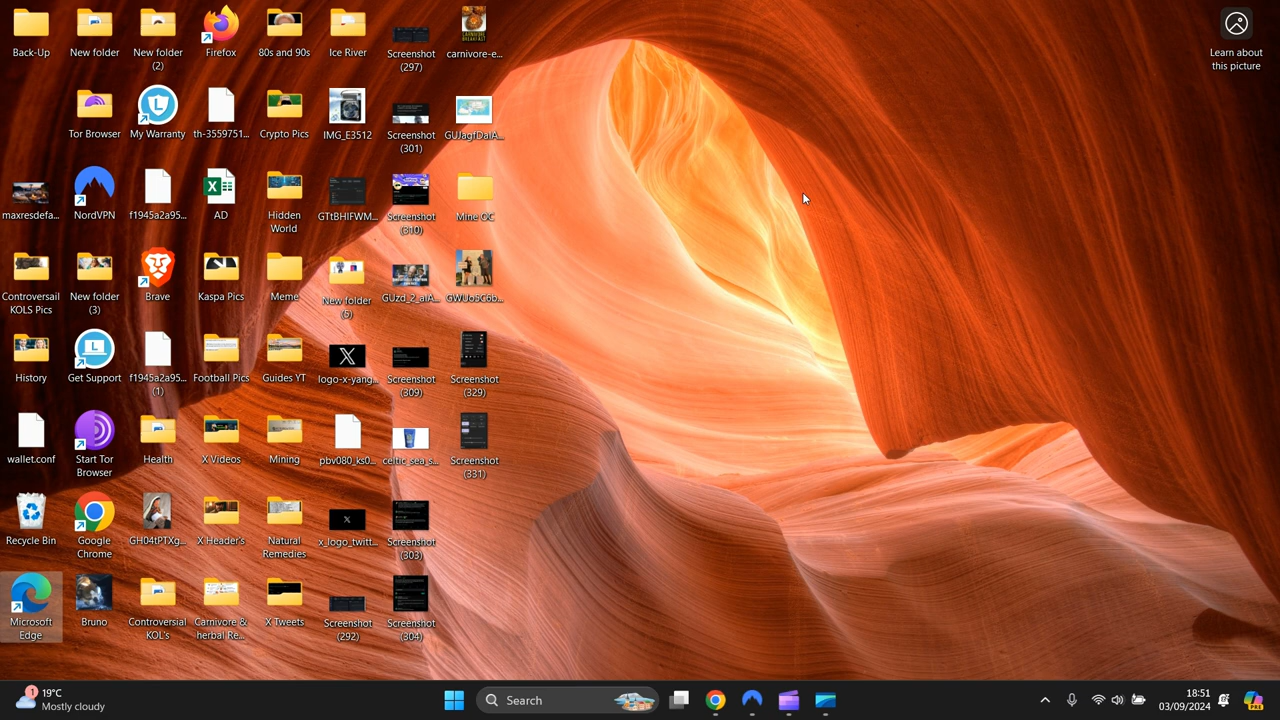 Back-Up
New folder
New folder
(2)
Firefox
80s and 90s
Ice River
Screenshot
(297)
carnivore-e...
Learn about
this picture
Tor Browser
My Warranty
th-3559751...
Crypto Pics
IMG_E3512
Screenshot
(301)
GUJagfDaIA...
maxresdefa...
NordVPN
f1945a2a95...
AD
Hidden
World
GTtBHIFWM...
Screenshot
(310)
Mine OC
Controversail
KOLS Pics
New folder
(3)
Brave
Kaspa Pics
Meme
New folder
(5)
GUzd_2_aIA...
GWUo5C6b...
History
Get Support
f1945a2a95...
(1)
Football Pics
Guides YT
logo-x-yang...
Screenshot
(309)
Screenshot
(329)
wallet.conf
Start Tor
Browser
Health
X Videos
Mining
pbv080_ks0...
celtic_sea_s...
Screenshot
(331)
Recycle Bin
Google
Chrome
GH04tPTXg...
X Header's
Natural
Remedies
x_logo_twitt...
Screenshot
(303)
Microsoft
Edge
Bruno
Controversial
KOL's
Carnivore &
herbal Re...
X Tweets
Screenshot
(292)
Screenshot
(304)
1
19°C
Mostly cloudy
Search
18:51
03/09/2024
PRE